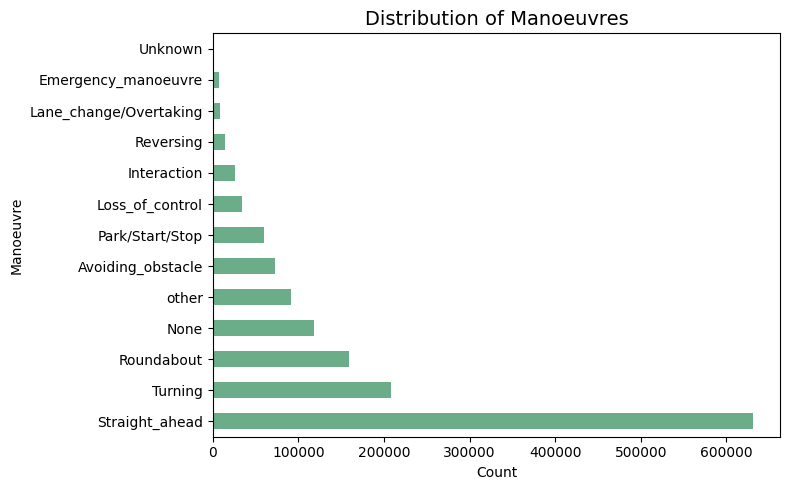 Distribution of Manoeuvres
Unknown
Emergency_manoeuvre
Lane_change/Overtaking
Reversing
Interaction
Loss_of_control
Park/Start/Stop
Avoiding_obstacle
other
None
Roundabout
Turning
Straight_ahead
Manoeuvre
0 100000 200000 300000 400000 500000 600000
Count